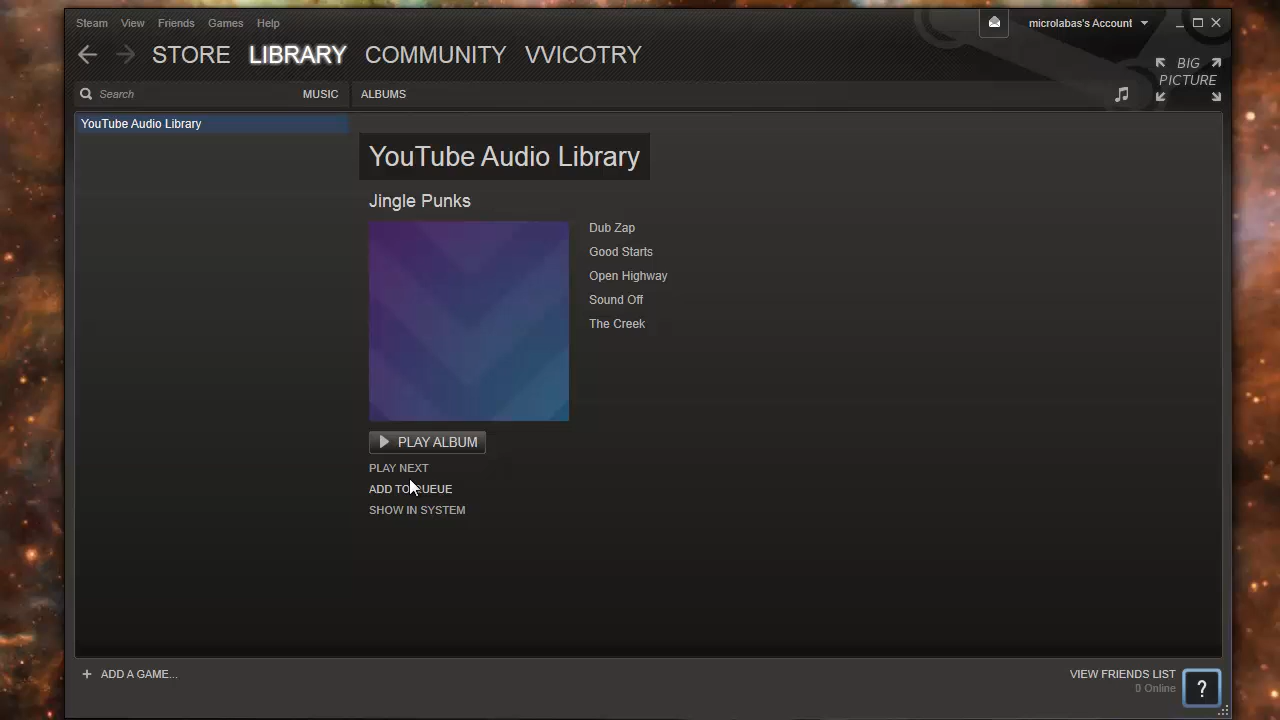 Steam View Friends Games Help
microlabas's Account
STORE LIBRARY COMMUNITY VVICOTRY
BIG
PICTURE
Search MUSIC ALBUMS
YouTube Audio Library
YouTube Audio Library
Jingle Punks
Dub Zap
Good Starts
Open Highway
Sound Off
The Creek
PLAY ALBUM
PLAY NEXT
ADD TO QUEUE
SHOW IN SYSTEM
+ ADD A GAME...
VIEW FRIENDS LIST
0 Online
?